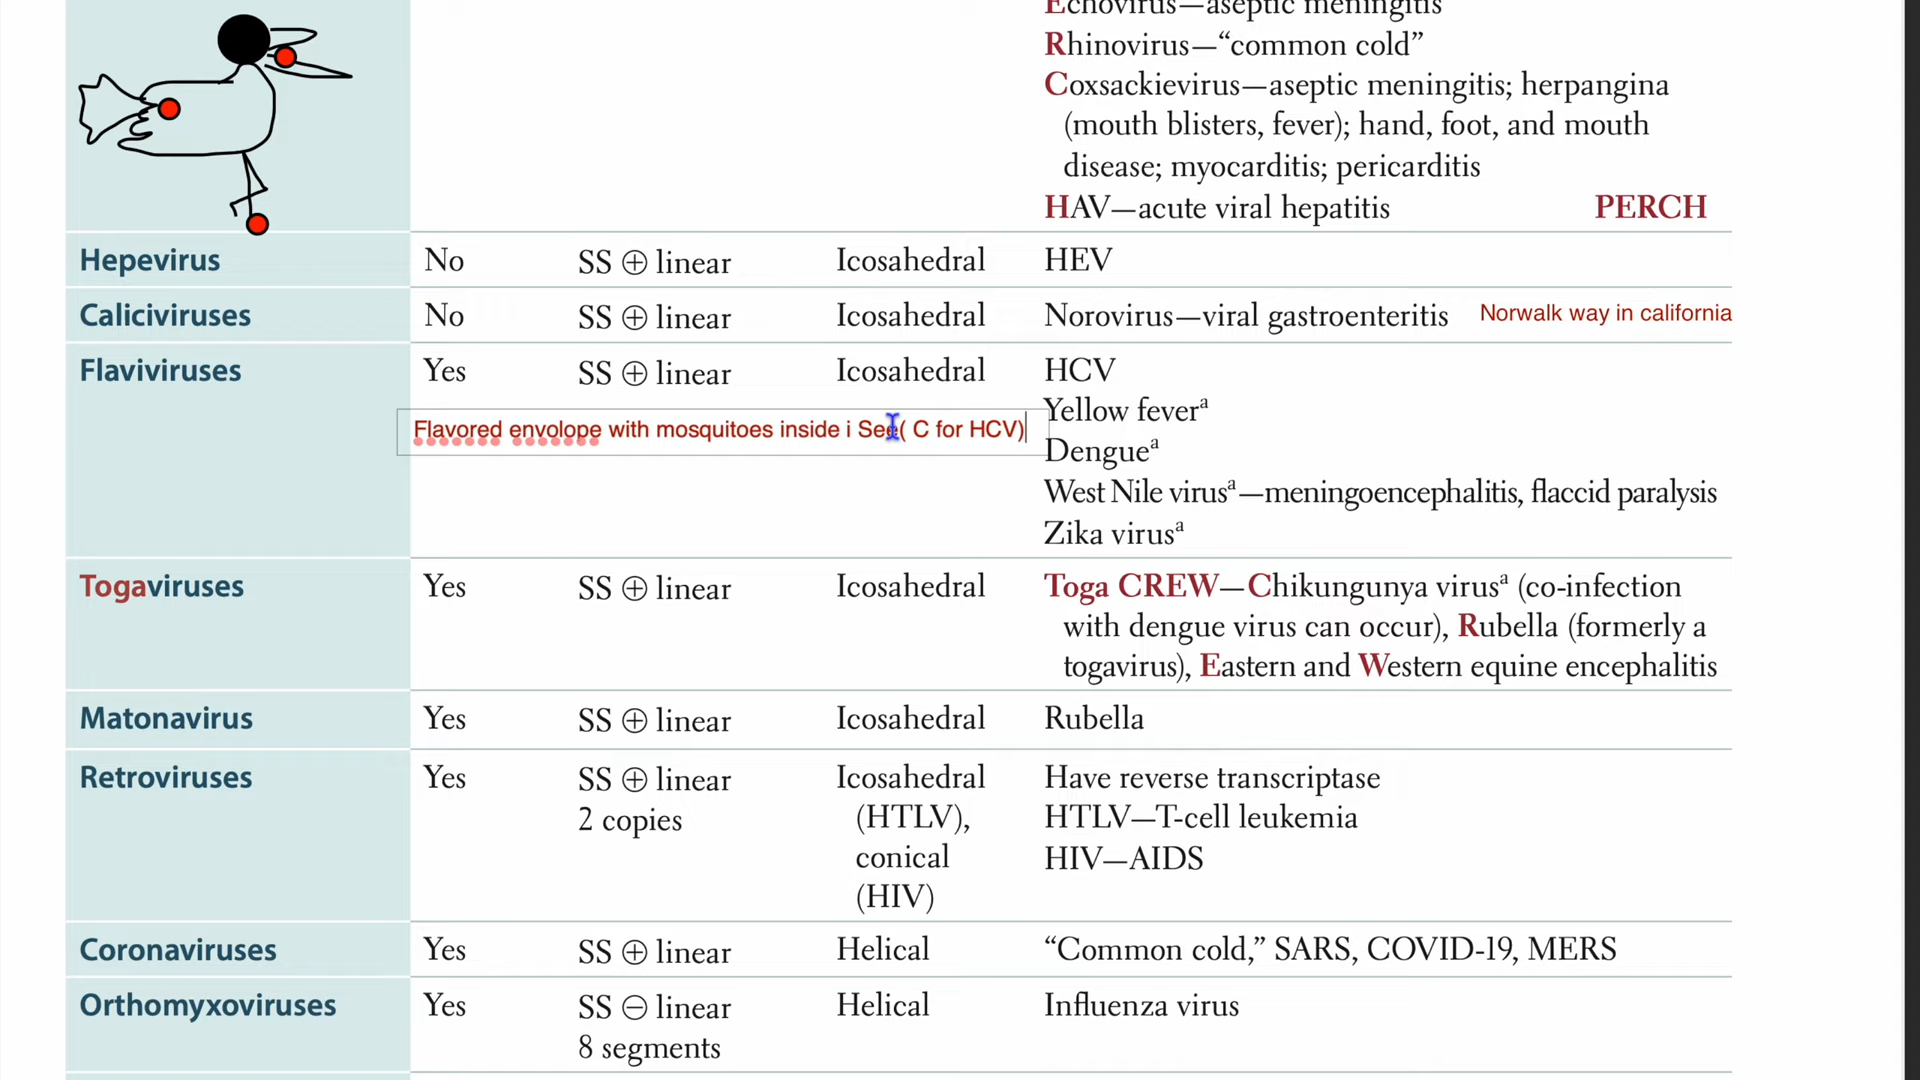 Echovirus—aseptic meningitis
Rhinovirus—“common cold”
Coxsackievirus—aseptic meningitis; herpangina
(mouth blisters, fever); hand, foot, and mouth
disease; myocarditis; pericarditis
HAV—acute viral hepatitis PERCH
Hepevirus No SS ⊕ linear Icosahedral HEV
Caliciviruses No SS ⊕ linear Icosahedral Norovirus—viral gastroenteritis Norwalk way in california
Flaviviruses Yes SS ⊕ linear Icosahedral HCV
Yellow feverᵃ
Flavored envolope with mosquitoes inside i See( C for HCV)
Dengueᵃ
West Nile virusᵃ—meningoencephalitis, flaccid paralysis
Zika virusᵃ
Togaviruses Yes SS ⊕ linear Icosahedral Toga CREW—Chikungunya virusᵃ (co-infection
with dengue virus can occur), Rubella (formerly a
togavirus), Eastern and Western equine encephalitis
Matonavirus Yes SS ⊕ linear Icosahedral Rubella
Retroviruses Yes SS ⊕ linear Icosahedral Have reverse transcriptase
2 copies (HTLV), HTLV—T-cell leukemia
conical HIV—AIDS
(HIV)
Coronaviruses Yes SS ⊕ linear Helical “Common cold,” SARS, COVID-19, MERS
Orthomyxoviruses Yes SS ⊖ linear Helical Influenza virus
8 segments